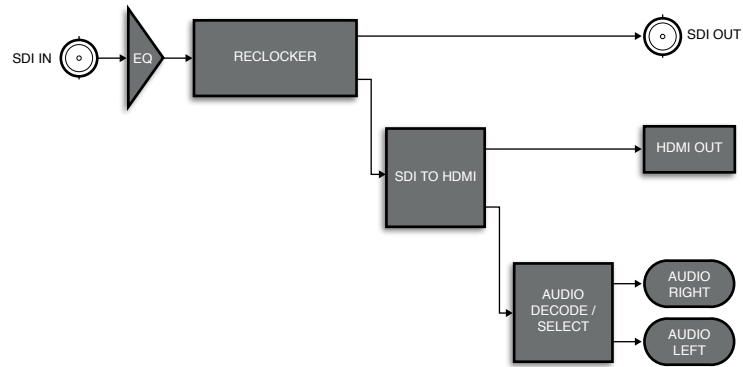 SDI IN
EQ
RECLOCKER
SDI OUT
SDI TO HDMI
HDMI OUT
AUDIO
DECODE /
SELECT
AUDIO
RIGHT
AUDIO
LEFT